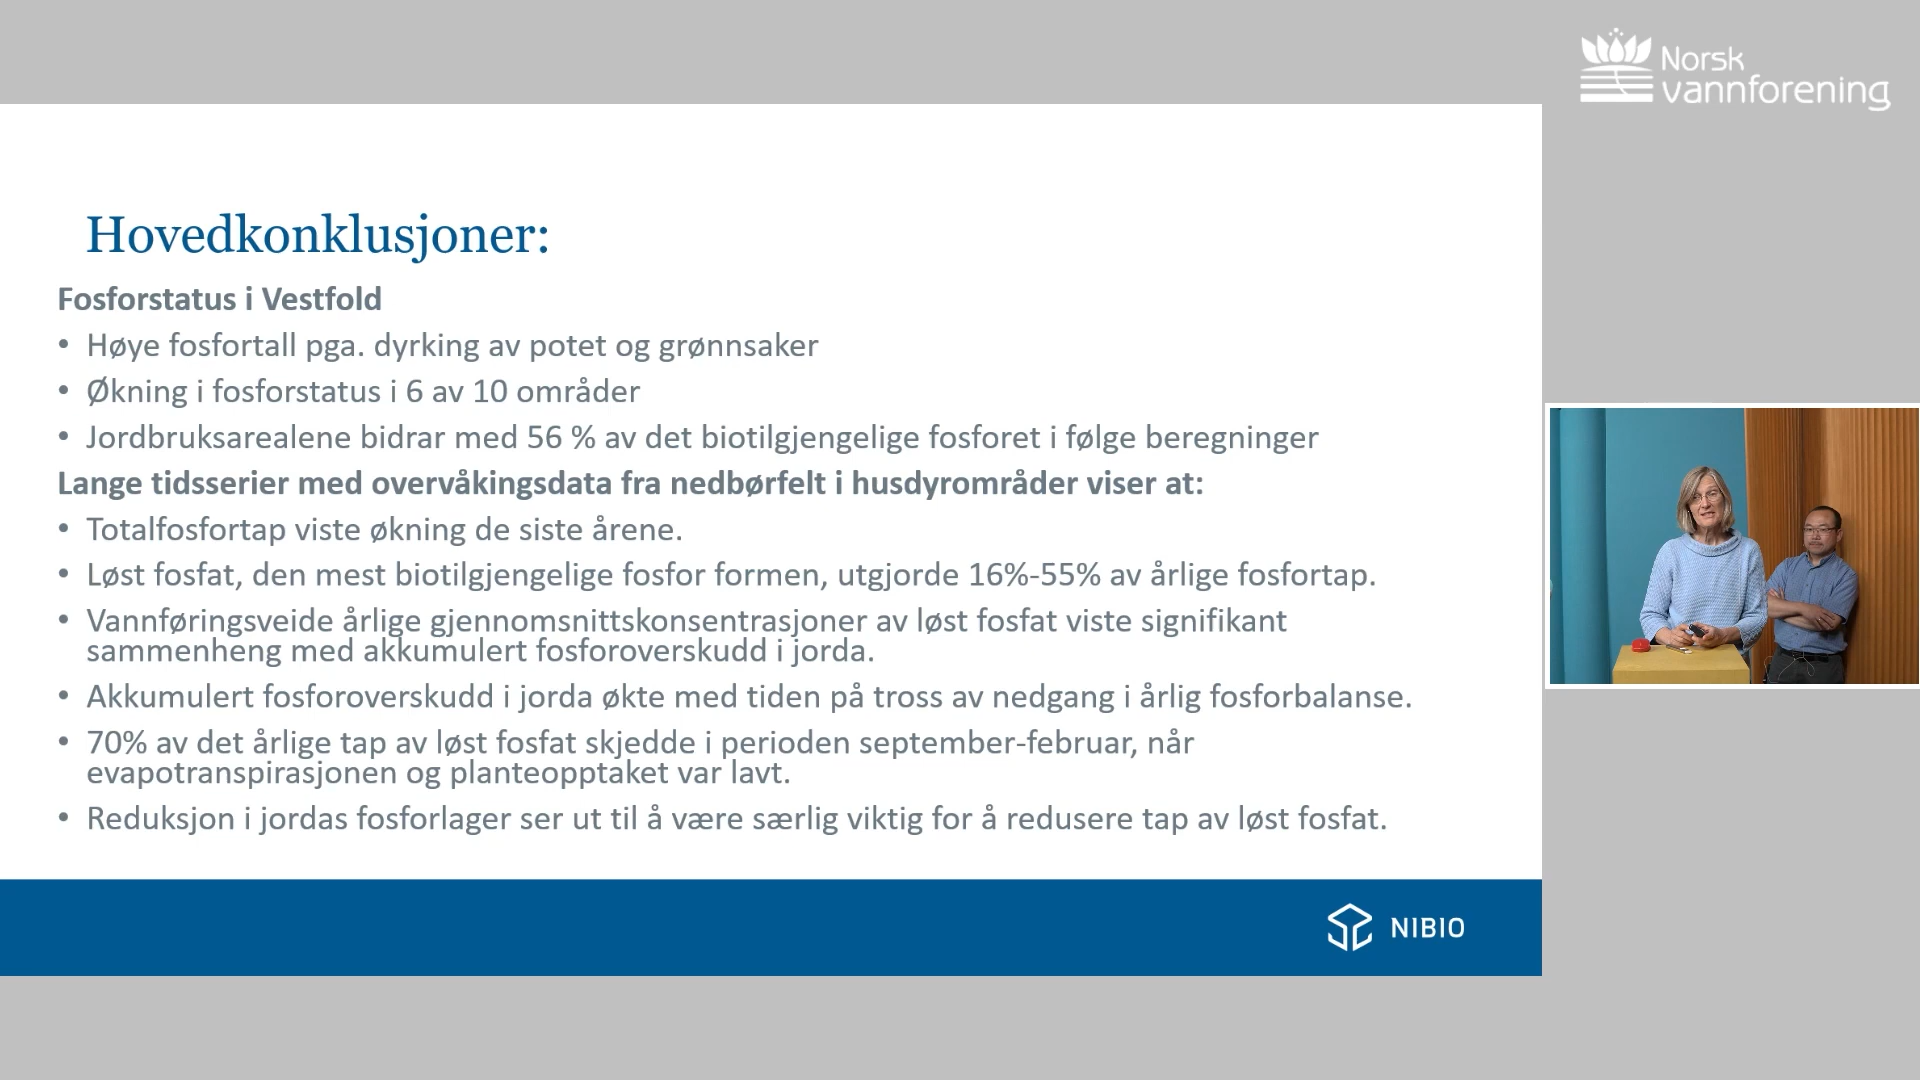 Norsk
vannforening
Hovedkonklusjoner:
Fosforstatus i Vestfold
• Høye fosfortall pga. dyrking av potet og grønnsaker
• Økning i fosforstatus i 6 av 10 områder
• Jordbruksarealene bidrar med 56 % av det biotilgjengelige fosforet i følge beregninger
Lange tidsserier med overvåkingsdata fra nedbørfelt i husdyrområder viser at:
• Totalfosfortap viste økning de siste årene.
• Løst fosfat, den mest biotilgjengelige fosfor formen, utgjorde 16%-55% av årlige fosfortap.
• Vannføringsveide årlige gjennomsnittskonsentrasjoner av løst fosfat viste signifikant
sammenheng med akkumulert fosforoverskudd i jorda.
• Akkumulert fosforoverskudd i jorda økte med tiden på tross av nedgang i årlig fosforbalanse.
• 70% av det årlige tap av løst fosfat skjedde i perioden september-februar, når
evapotranspirasjonen og planteopptaket var lavt.
• Reduksjon i jordas fosforlager ser ut til å være særlig viktig for å redusere tap av løst fosfat.
NIBIO